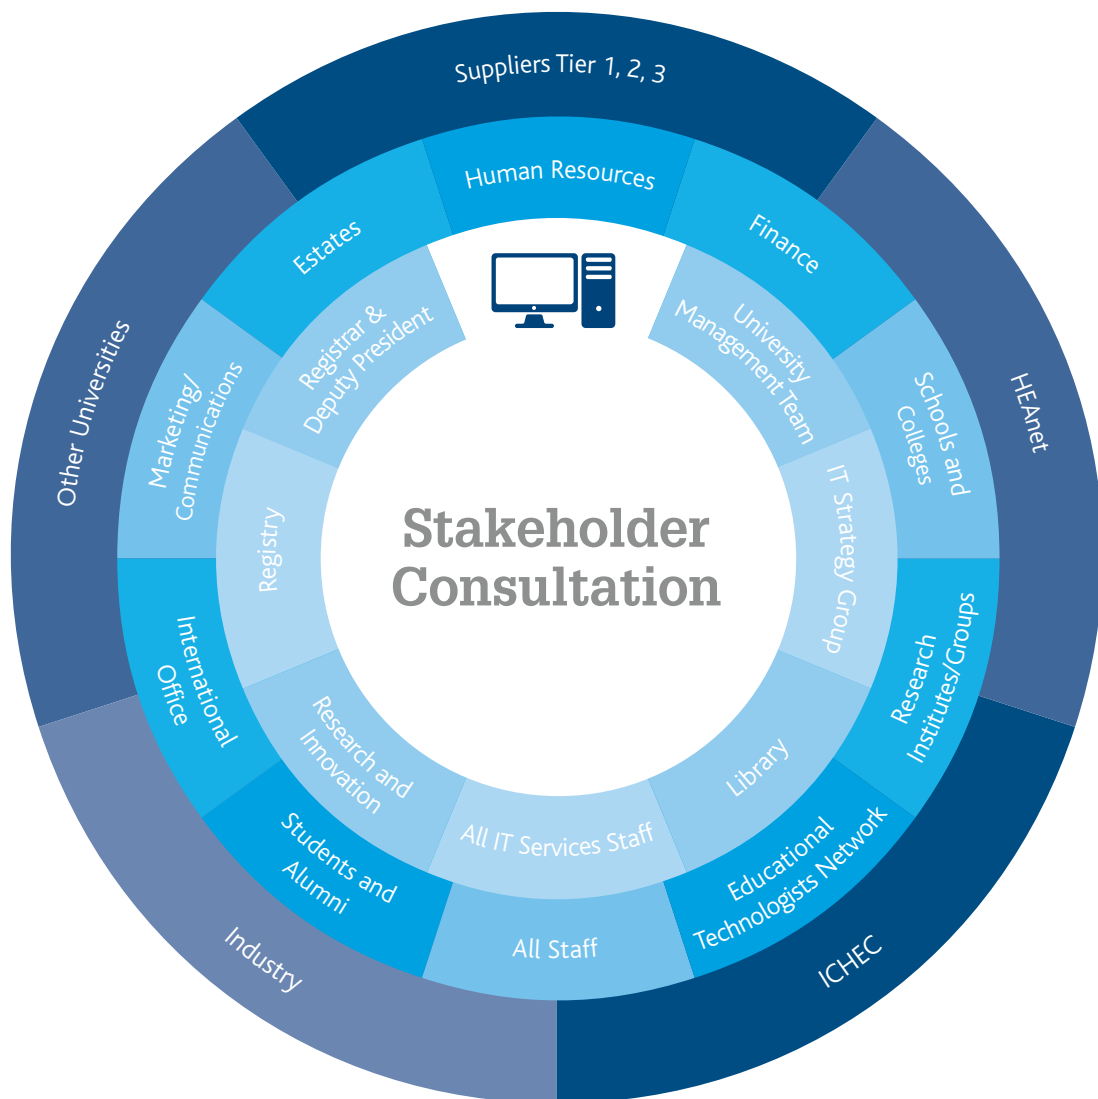 Suppliers Tier 1, 2, 3
HEAnet
ICHEC
Industry
Other Universities
Human Resources
Finance
Schools and
Colleges
Research
Institutes/Groups
Educational
Technologists Network
All Staff
Students and
Alumni
International
Office
Marketing/
Communications
Estates
University
Management Team
IT Strategy Group
Library
All IT Services Staff
Research and
Innovation
Registry
Registrar &
Deputy President
Stakeholder
Consultation